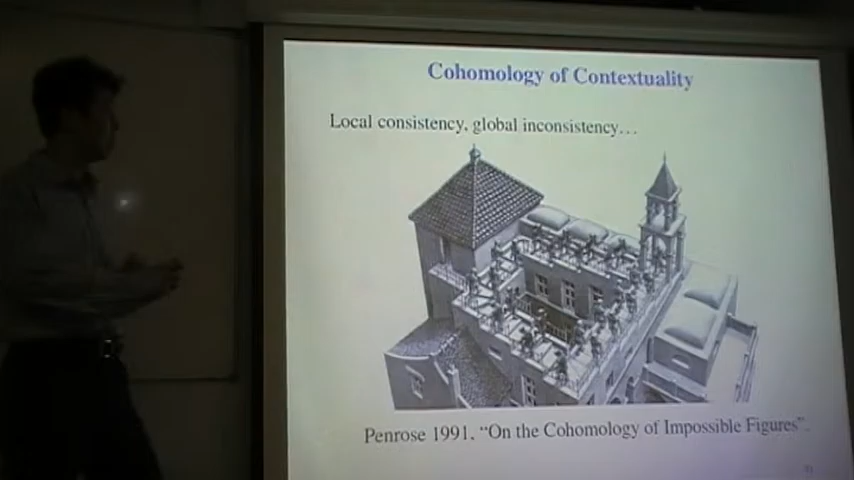 Cohomology of Contextuality
Local consistency, global inconsistency…
Penrose 1991, “On the Cohomology of Impossible Figures”.